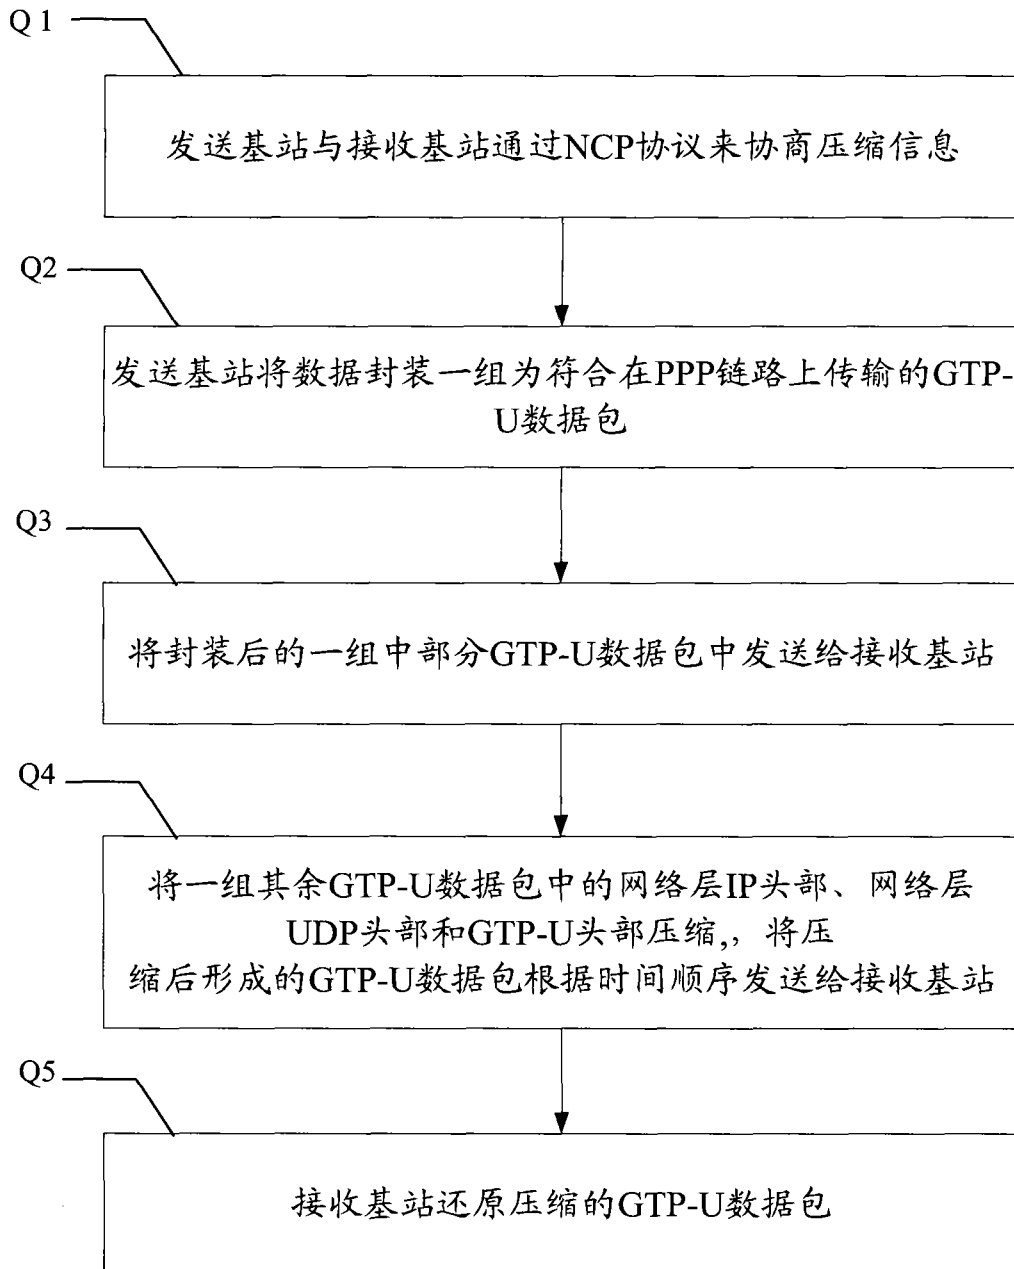 Q 1
发送基站与接收基站通过NCP协议来协商压缩信息
Q2
发送基站将数据封装一组为符合在PPP链路上传输的GTP-
U数据包
Q3
将封装后的一组中部分GTP-U数据包中发送给接收基站
Q4
将一组其余GTP-U数据包中的网络层IP头部、网络层
UDP头部和GTP-U头部压缩,，将压
缩后形成的GTP-U数据包根据时间顺序发送给接收基站
Q5
接收基站还原压缩的GTP-U数据包